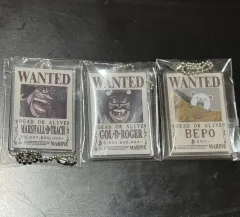 WANTED
DEAD OR ALIVE
MARSHALL·D·TEACH
MARINE
WANTED
DEAD OR ALIVE
GOL·D·ROGER
MARINE
WANTED
DEAD OR ALIVE
BEPO
MARINE